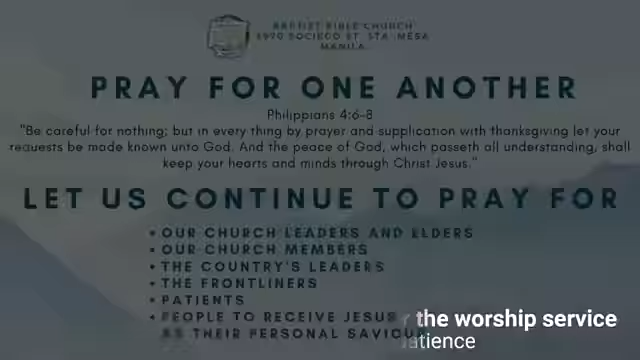 BAPTIST BIBLE CHURCH
STA. MESA
MANILA
PRAY FOR ONE ANOTHER
Philippians 4:6-8
"Be careful for nothing; but in every thing by prayer and supplication with thanksgiving let your
requests be made known unto God. And the peace of God, which passeth all understanding, shall
keep your hearts and minds through Christ Jesus."
LET US CONTINUE TO PRAY FOR
• OUR CHURCH LEADERS AND ELDERS
• OUR CHURCH MEMBERS
• THE COUNTRY'S LEADERS
• THE FRONTLINERS
• PATIENTS
• PEOPLE TO RECEIVE JESUS
AS THEIR PERSONAL SAVIOUR
the worship service